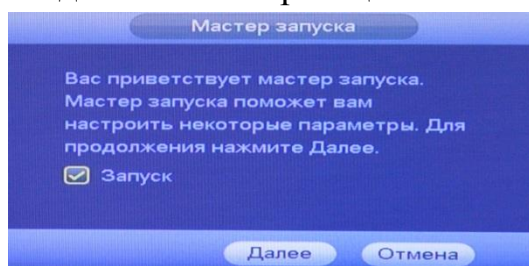 Мастер запуска
Вас приветствует мастер запуска.
Мастер запуска поможет вам
настроить некоторые параметры. Для
продолжения нажмите Далее.
Запуск
Далее Отмена